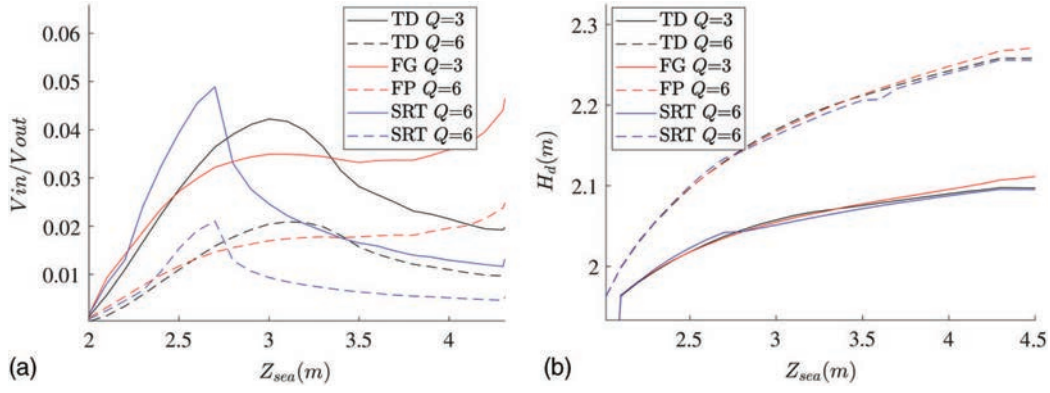 0.06
0.05
0.04
0.03
0.02
0.01
Vin/Vout
2
2.5
3
3.5
4
Z_sea(m)
(a)
TD Q=3
TD Q=6
FG Q=3
FP Q=6
SRT Q=6
SRT Q=6
2.3
2.2
2.1
2
H_d(m)
2.5
3
3.5
4
4.5
Z_sea(m)
(b)
TD Q=3
TD Q=6
FG Q=3
FP Q=6
SRT Q=6
SRT Q=6